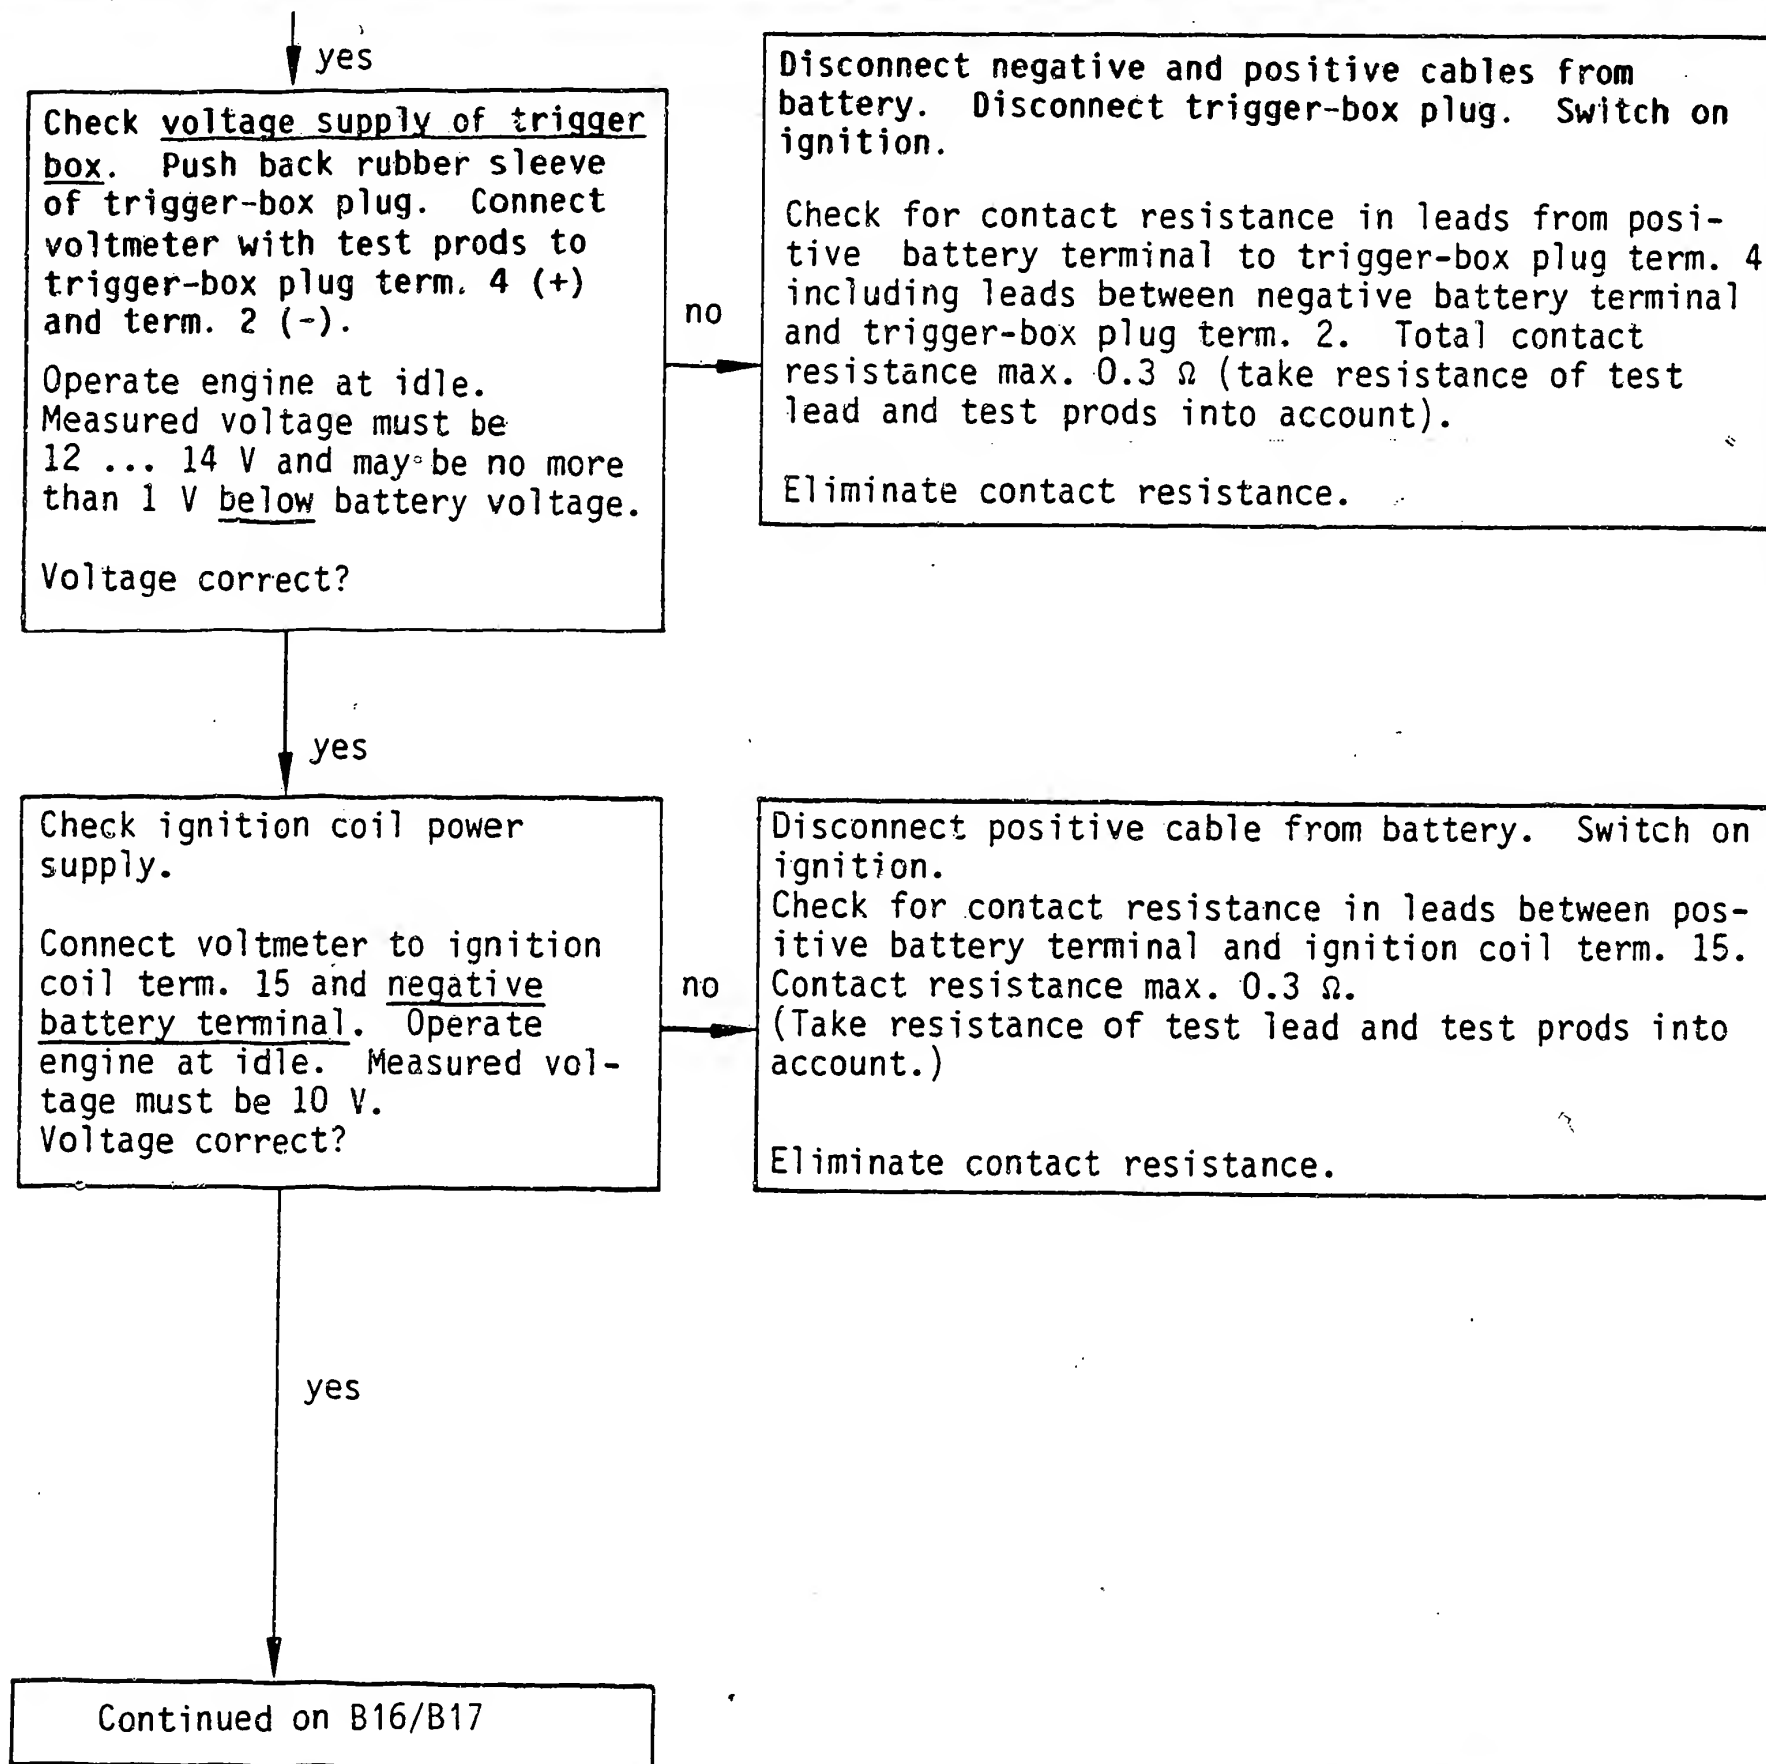 yes
Check voltage supply of trigger
box. Push back rubber sleeve
of trigger-box plug. Connect
voltmeter with test prods to
trigger-box plug term. 4 (+)
and term. 2 (-).
Operate engine at idle.
Measured voltage must be
12 ... 14 V and may be no more
than 1 V below battery voltage.
Voltage correct?
no
Disconnect negative and positive cables from
battery. Disconnect trigger-box plug. Switch on
ignition.
Check for contact resistance in leads from posi-
tive battery terminal to trigger-box plug term. 4
including leads between negative battery terminal
and trigger-box plug term. 2. Total contact
resistance max. 0.3 Ω (take resistance of test
lead and test prods into account).
Eliminate contact resistance.
yes
Check ignition coil power
supply.
Connect voltmeter to ignition
coil term. 15 and negative
battery terminal. Operate
engine at idle. Measured vol-
tage must be 10 V.
Voltage correct?
no
Disconnect positive cable from battery. Switch on
ignition.
Check for contact resistance in leads between pos-
itive battery terminal and ignition coil term. 15.
Contact resistance max. 0.3 Ω.
(Take resistance of test lead and test prods into
account.)
Eliminate contact resistance.
yes
Continued on B16/B17